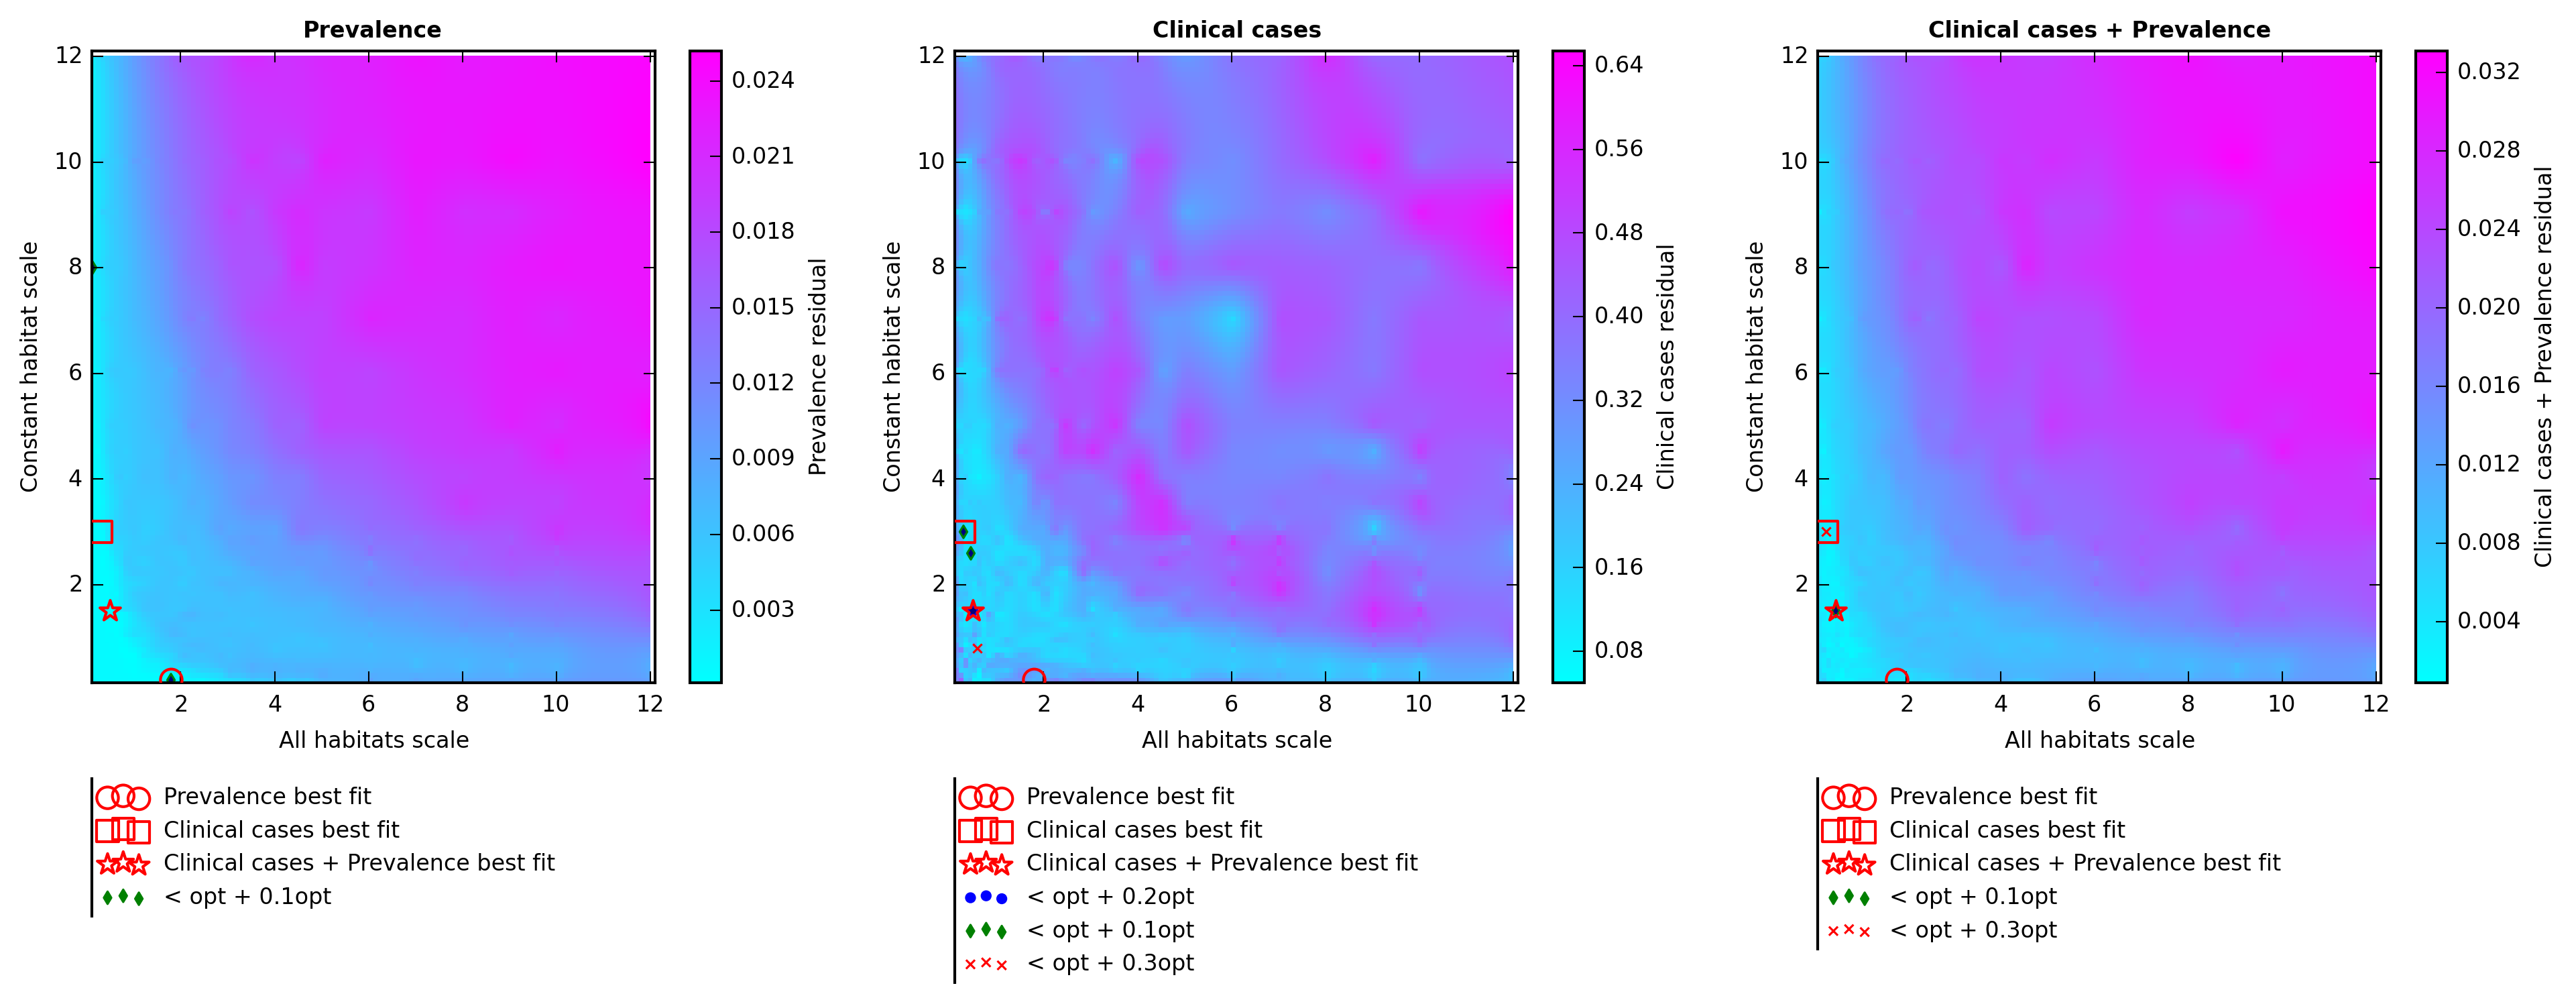 Prevalence
12
10
8
6
4
2
2 4 6 8 10 12
Constant habitat scale
All habitats scale
0.024
0.021
0.018
0.015
0.012
0.009
0.006
0.003
Prevalence residual
Prevalence best fit
Clinical cases best fit
Clinical cases + Prevalence best fit
< opt + 0.1opt
Clinical cases
12
10
8
6
4
2
2 4 6 8 10 12
Constant habitat scale
All habitats scale
0.64
0.56
0.48
0.40
0.32
0.24
0.16
0.08
Clinical cases residual
Prevalence best fit
Clinical cases best fit
Clinical cases + Prevalence best fit
< opt + 0.2opt
< opt + 0.1opt
< opt + 0.3opt
Clinical cases + Prevalence
12
10
8
6
4
2
2 4 6 8 10 12
Constant habitat scale
All habitats scale
0.032
0.028
0.024
0.020
0.016
0.012
0.008
0.004
Clinical cases + Prevalence residual
Prevalence best fit
Clinical cases best fit
Clinical cases + Prevalence best fit
< opt + 0.1opt
< opt + 0.3opt